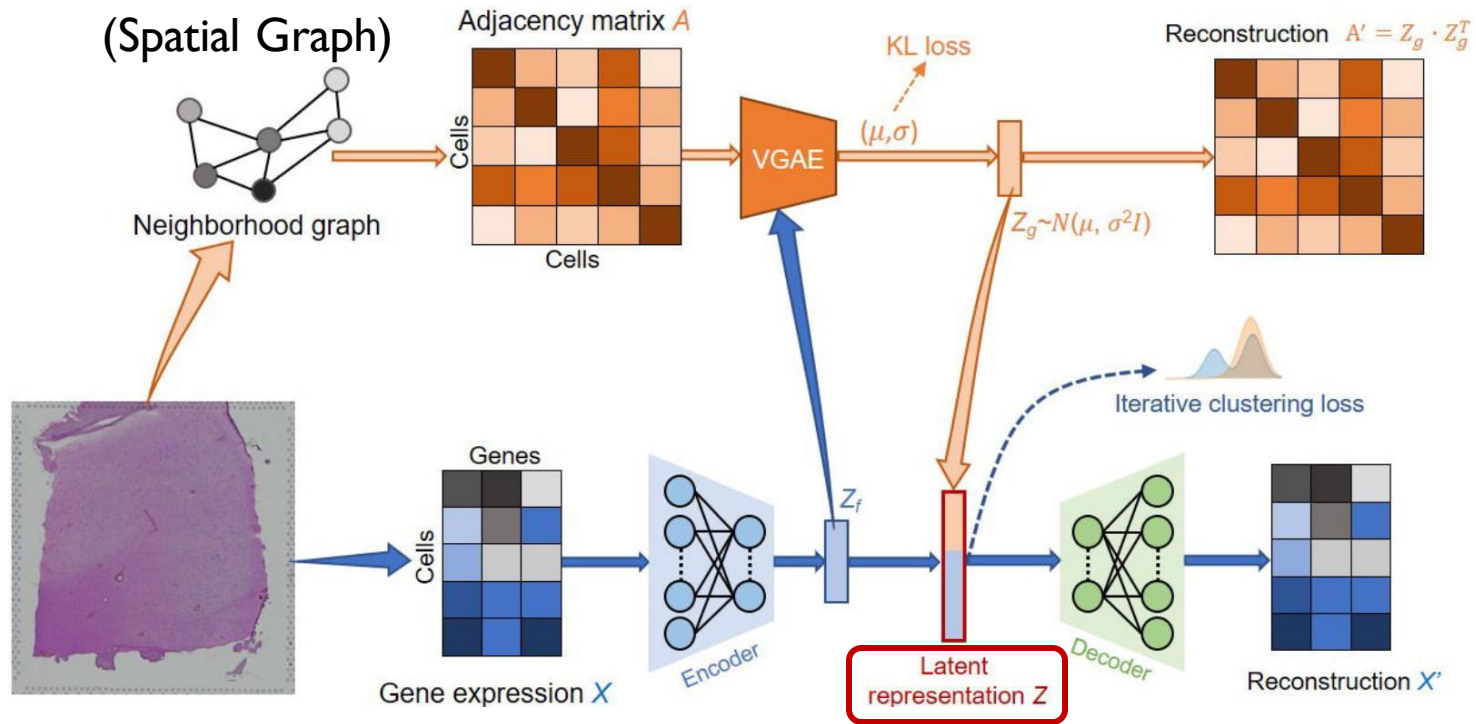 (Spatial Graph)
Neighborhood graph
Adjacency matrix A
Cells
Cells
VGAE
KL loss
(μ,σ)
Z_g~N(μ, σ²I)
Reconstruction A′ = Z_g · Z_g^T
Iterative clustering loss
Genes
Cells
Gene expression X
Encoder
Z_f
Latent
representation Z
Decoder
Reconstruction X'